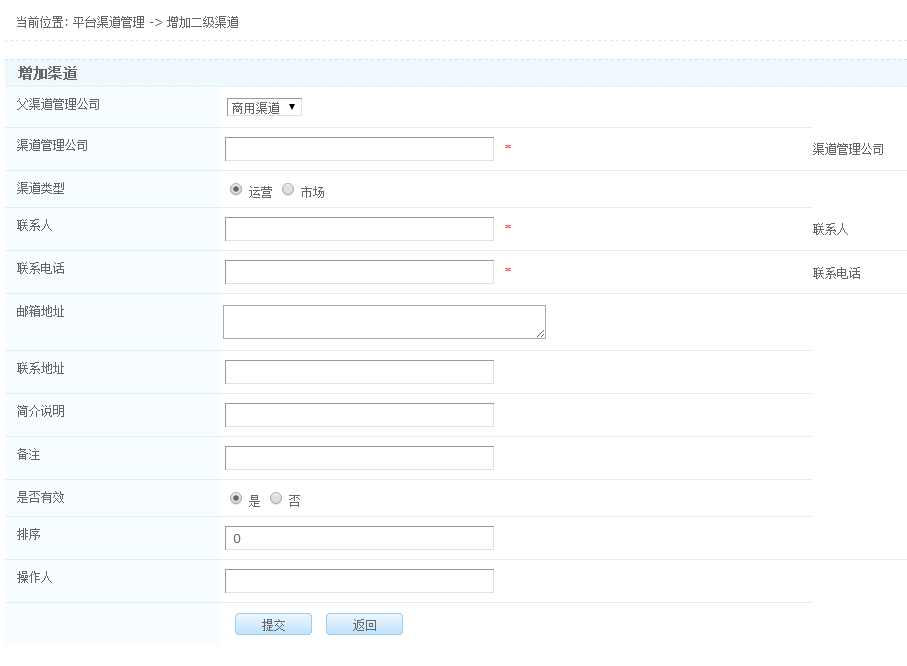 当前位置: 平台渠道管理 -> 增加二级渠道
增加渠道
父渠道管理公司 商用渠道
渠道管理公司 * 渠道管理公司
渠道类型 运营 市场
联系人 * 联系人
联系电话 * 联系电话
邮箱地址
联系地址
简介说明
备注
是否有效 是 否
排序 0
操作人
提交 返回